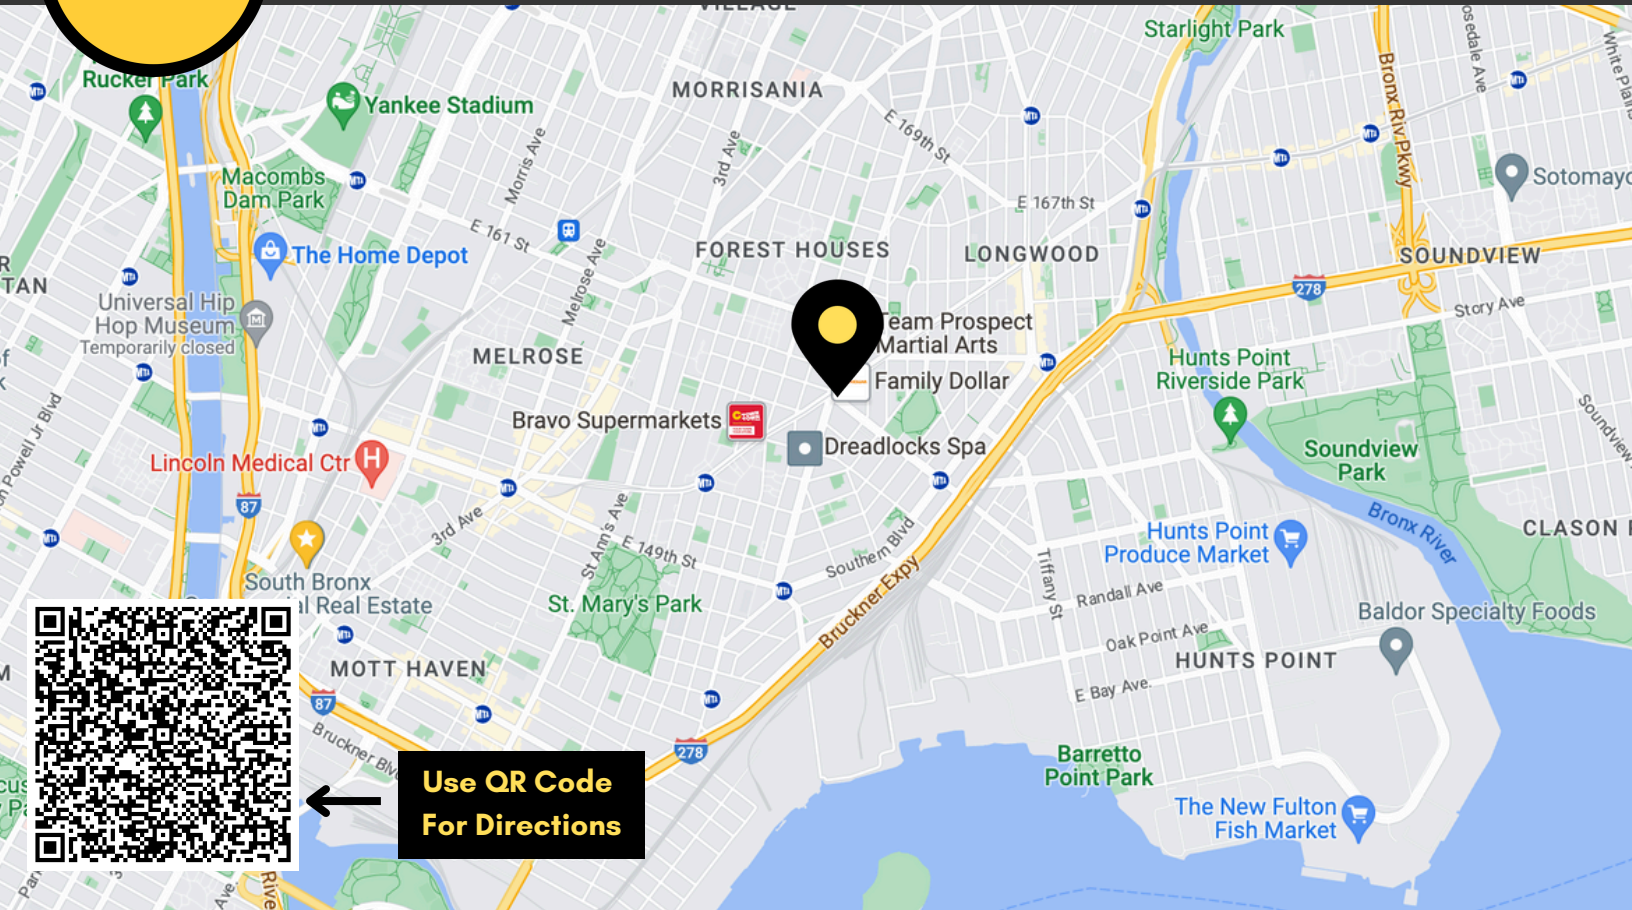 VILLAGE
Starlight Park
Rucker Park
Yankee Stadium
MORRISANIA
E 169th St
Bronx Riv Pkwy
3rd Ave
Morris Ave
Macombs
Dam Park
E 167th St
E 161 St
FOREST HOUSES
LONGWOOD
SOUNDVIEW
The Home Depot
Melrose Ave
278
Story Ave
Universal Hip
Hop Museum
Temporarily closed
Team Prospect
Martial Arts
MELROSE
Hunts Point
Riverside Park
Family Dollar
Bravo Supermarkets
Dreadlocks Spa
Powell Jr Blvd
Lincoln Medical Ctr
H
Soundview
Park
87
3rd Ave
St Ann's Ave
E 149th St
Southern Blvd
Bruckner Expy
Tiffany St
Hunts Point
Produce Market
Bronx River
South Bronx
Real Estate
St. Mary's Park
Randall Ave
Oak Point Ave
Baldor Specialty Foods
MOTT HAVEN
HUNTS POINT
E Bay Ave.
87
278
Barretto
Point Park
The New Fulton
Fish Market
Use QR Code
For Directions